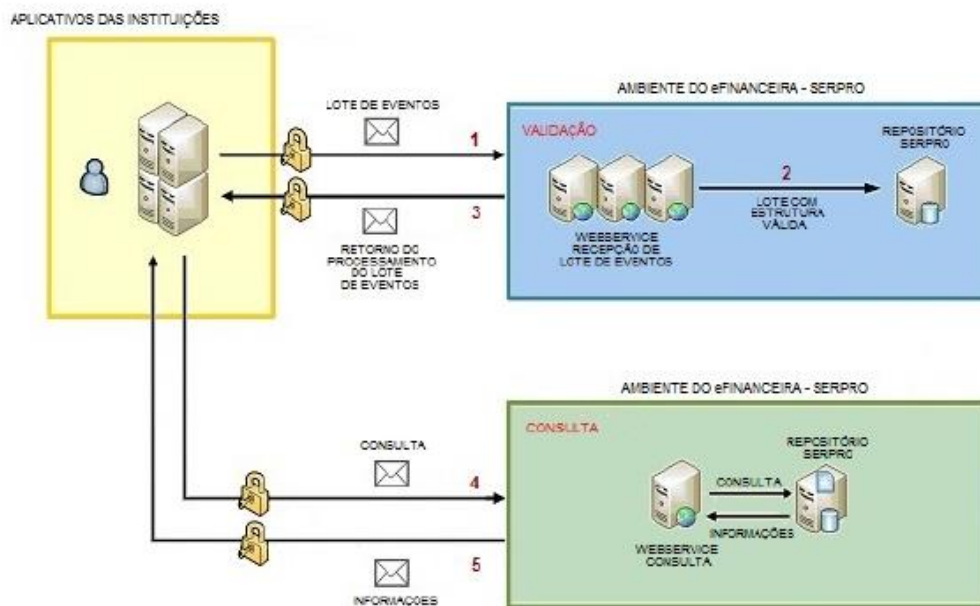 APLICATIVOS DAS INSTITUIÇÕES
LOTE DE EVENTOS
1
3
RETORNO DO
PROCESSAMENTO
DO LOTE
DE EVENTOS
AMBIENTE DO eFINANCEIRA - SERPRO
VALIDAÇÃO
WEBSERVICE
RECEPÇÃO DE
LOTE DE EVENTOS
2
LOTE COM
ESTRUTURA
VÁLIDA
REPOSITÓRIO
SERPRO
CONSULTA
4
5
INFORMAÇÕES
AMBIENTE DO eFINANCEIRA - SERPRO
CONSULTA
WEBSERVICE
CONSULTA
CONSULTA
INFORMAÇÕES
REPOSITÓRIO
SERPRO